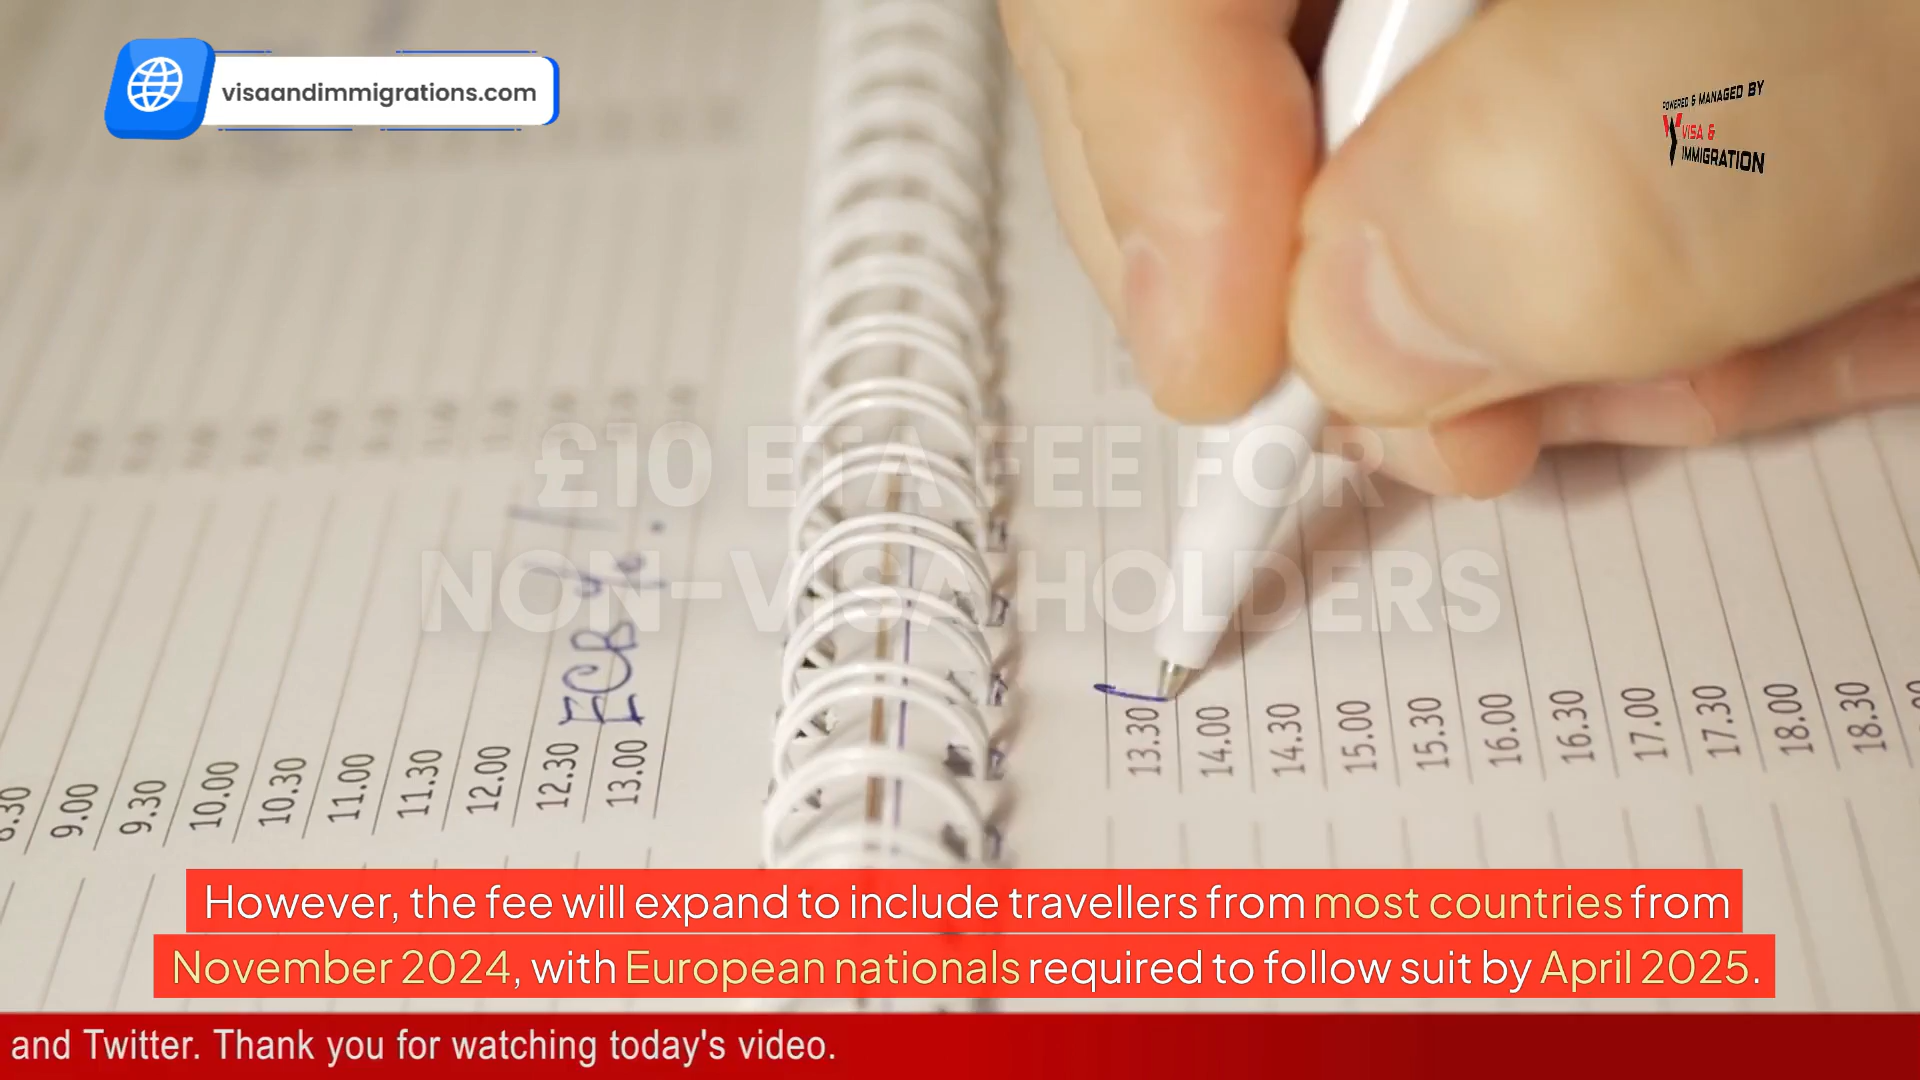 visaandimmigrations.com
POWERED & MANAGED BY
VISA &
IMMIGRATION
£10 ETA FEE FOR
NON-VISA HOLDERS
9.00
9.30
10.00
10.30
11.00
11.30
12.00
12.30
13.00
13.30
14.00
14.30
15.00
15.30
16.00
16.30
17.00
17.30
18.00
18.30
However, the fee will expand to include travellers from most countries from
November 2024, with European nationals required to follow suit by April 2025.
and Twitter. Thank you for watching today's video.